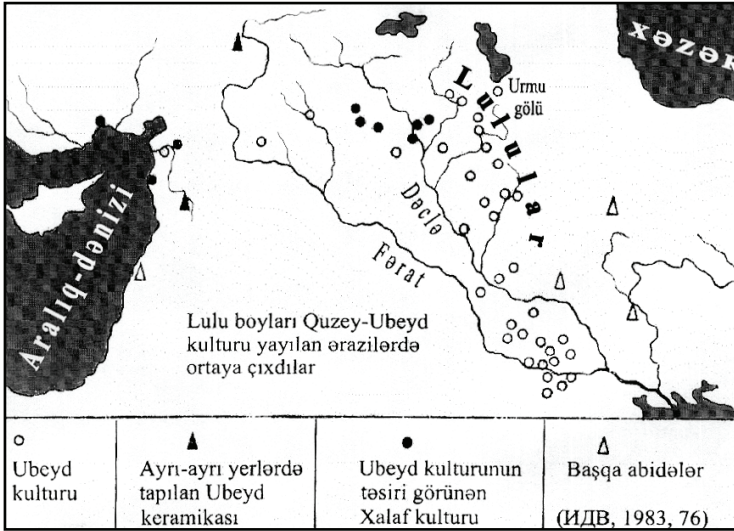 XƏZƏR
Lulular
Urmu
gölü
Aralıq-dənizi
Dəclə
Fərat
Lulu boyları Quzey-Ubeyd
kulturu yayılan ərazilərdə
ortaya çıxdılar
Ubeyd
kulturu
Ayrı-ayrı yerlərdə
tapılan Ubeyd
keramikası
Ubeyd kulturunun
təsiri görünən
Xalaf kulturu
Başqa abidələr
(ИДВ, 1983, 76)